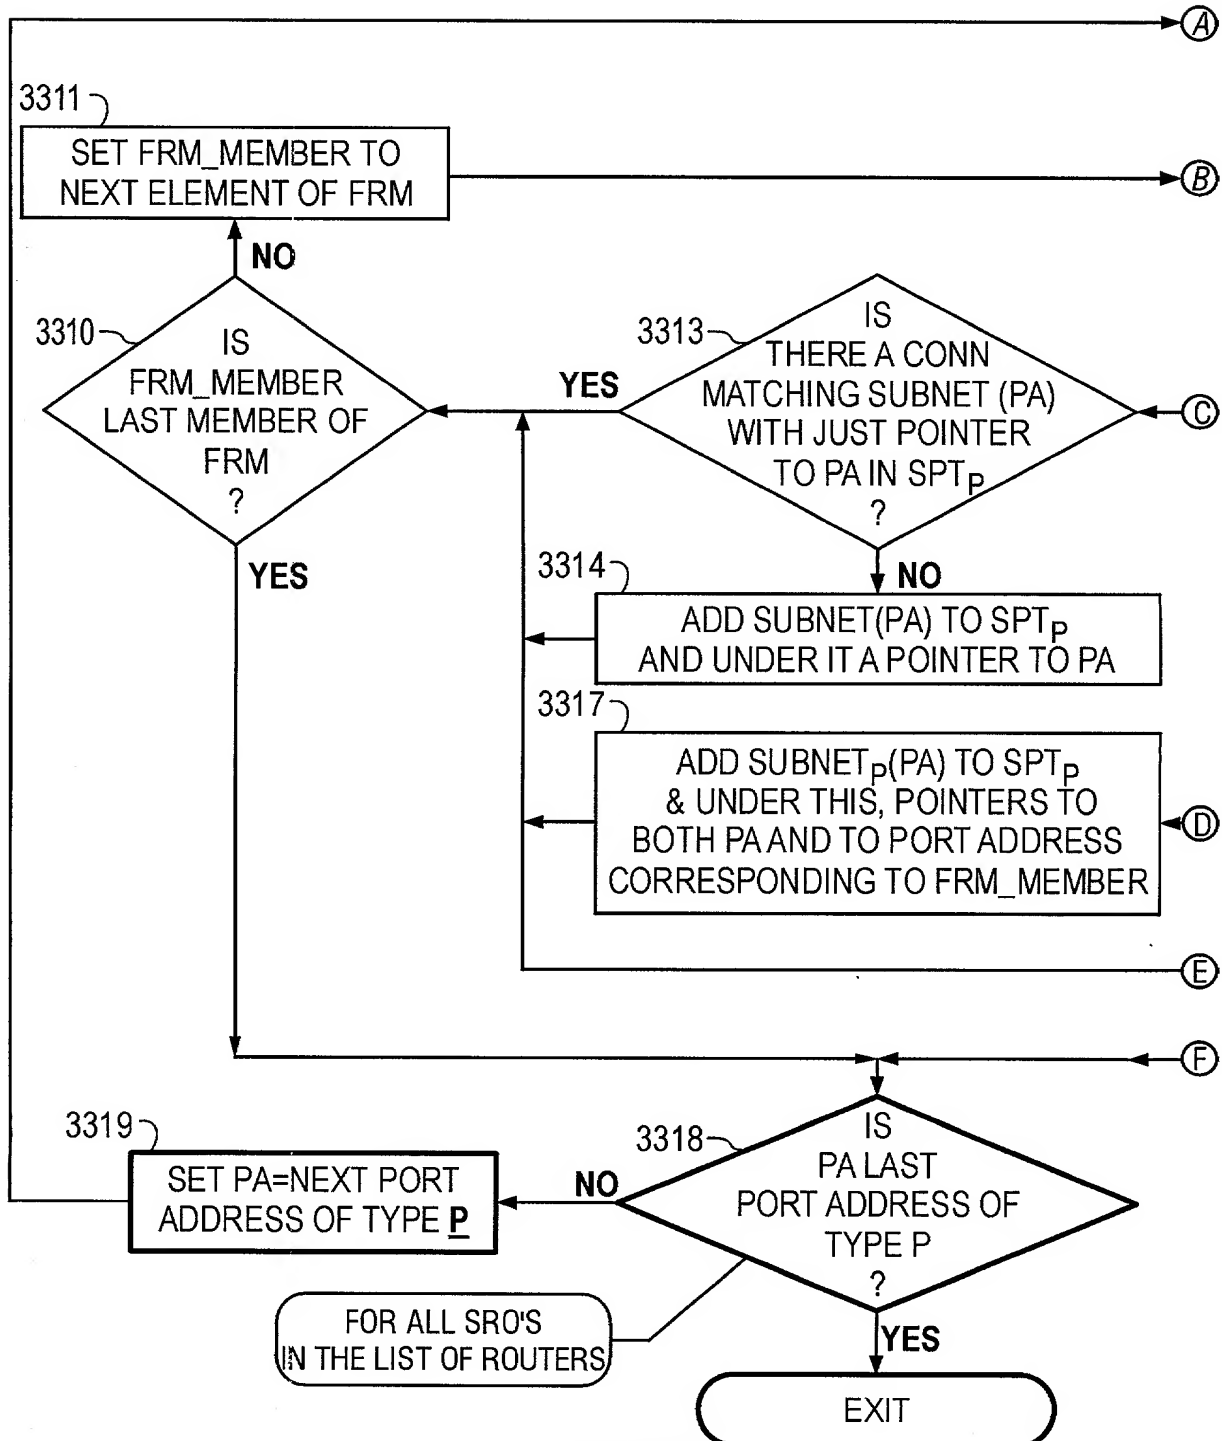 A
3311
SET FRM_MEMBER TO
NEXT ELEMENT OF FRM
B
NO
3310
IS
FRM_MEMBER
LAST MEMBER OF
FRM
?
YES
3313
IS
THERE A CONN
MATCHING SUBNET (PA)
WITH JUST POINTER
TO PA IN SPTP
?
YES
C
NO
3314
ADD SUBNET(PA) TO SPTP
AND UNDER IT A POINTER TO PA
3317
ADD SUBNETP(PA) TO SPTP
& UNDER THIS, POINTERS TO
BOTH PA AND TO PORT ADDRESS
CORRESPONDING TO FRM_MEMBER
D
E
F
3319
SET PA=NEXT PORT
ADDRESS OF TYPE P
NO
3318
IS
PA LAST
PORT ADDRESS OF
TYPE P
?
FOR ALL SRO'S
IN THE LIST OF ROUTERS
YES
EXIT